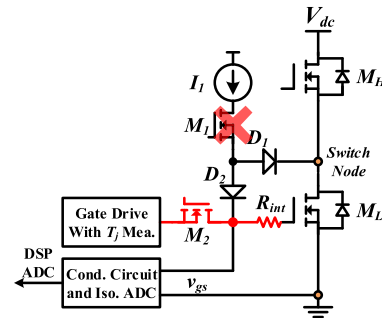 V_dc
I_1
M_H
M_1
D_1
Switch
Node
D_2
R_int
M_L
Gate Drive
With T_j Mea.
M_2
DSP
ADC
Cond. Circuit
and Iso. ADC
v_gs